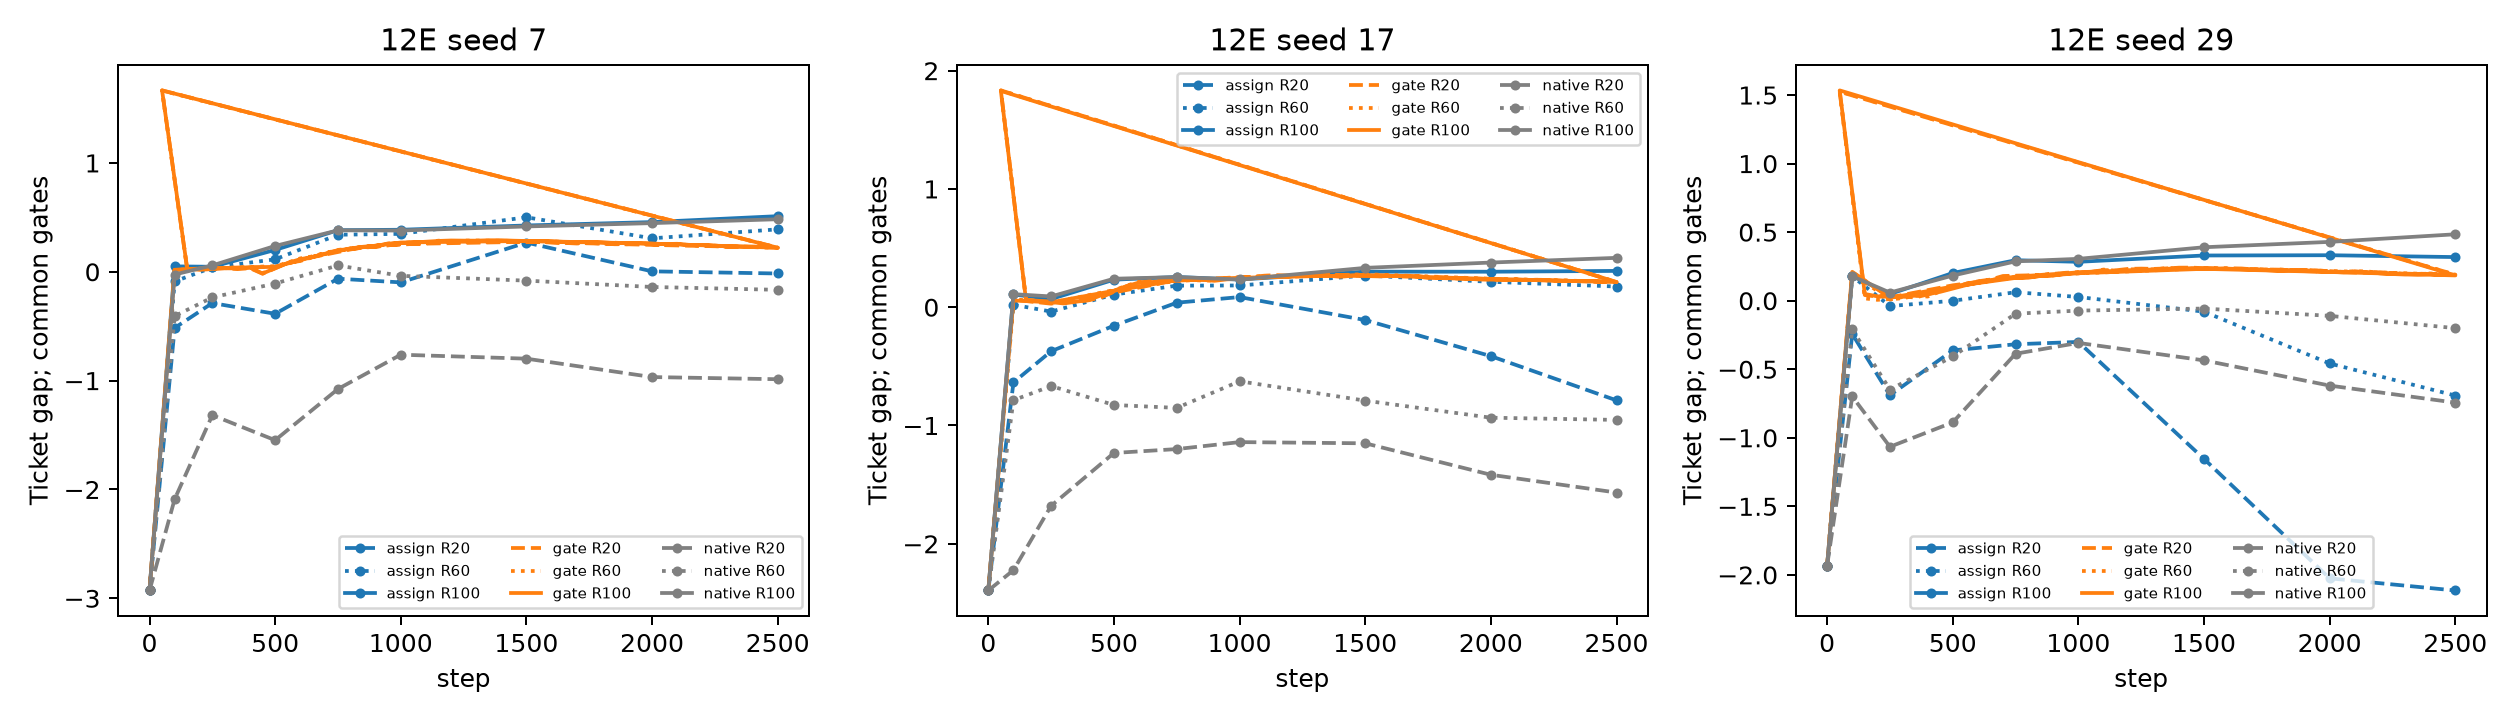 12E seed 7
Ticket gap; common gates
1
0
−1
−2
−3
assign R20
assign R60
assign R100
gate R20
gate R60
gate R100
native R20
native R60
native R100
0 500 1000 1500 2000 2500
step
12E seed 17
Ticket gap; common gates
2
1
0
−1
−2
assign R20
assign R60
assign R100
gate R20
gate R60
gate R100
native R20
native R60
native R100
0 500 1000 1500 2000 2500
step
12E seed 29
Ticket gap; common gates
1.5
1.0
0.5
0.0
−0.5
−1.0
−1.5
−2.0
assign R20
assign R60
assign R100
gate R20
gate R60
gate R100
native R20
native R60
native R100
0 500 1000 1500 2000 2500
step